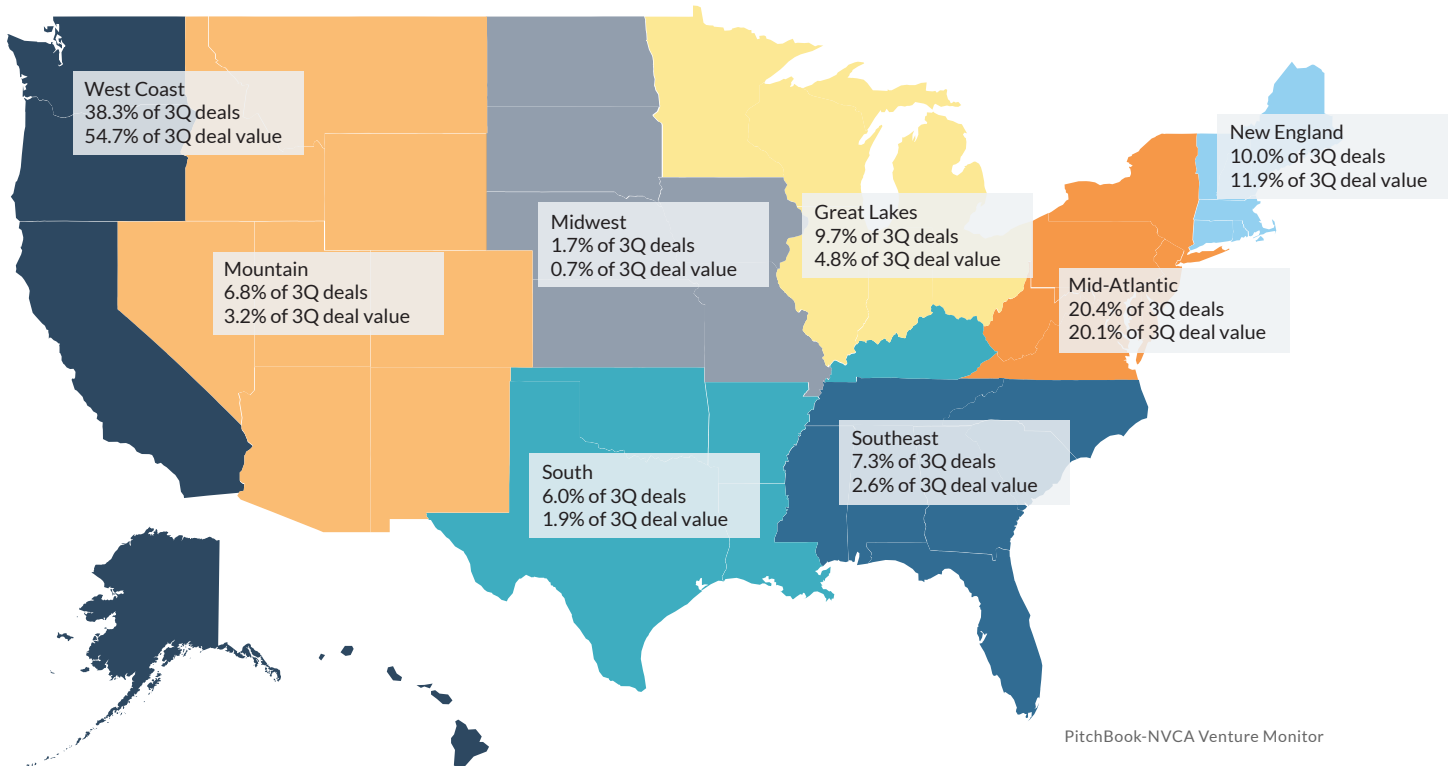 West Coast
38.3% of 3Q deals
54.7% of 3Q deal value
Mountain
6.8% of 3Q deals
3.2% of 3Q deal value
Midwest
1.7% of 3Q deals
0.7% of 3Q deal value
Great Lakes
9.7% of 3Q deals
4.8% of 3Q deal value
New England
10.0% of 3Q deals
11.9% of 3Q deal value
Mid-Atlantic
20.4% of 3Q deals
20.1% of 3Q deal value
South
6.0% of 3Q deals
1.9% of 3Q deal value
Southeast
7.3% of 3Q deals
2.6% of 3Q deal value
PitchBook-NVCA Venture Monitor